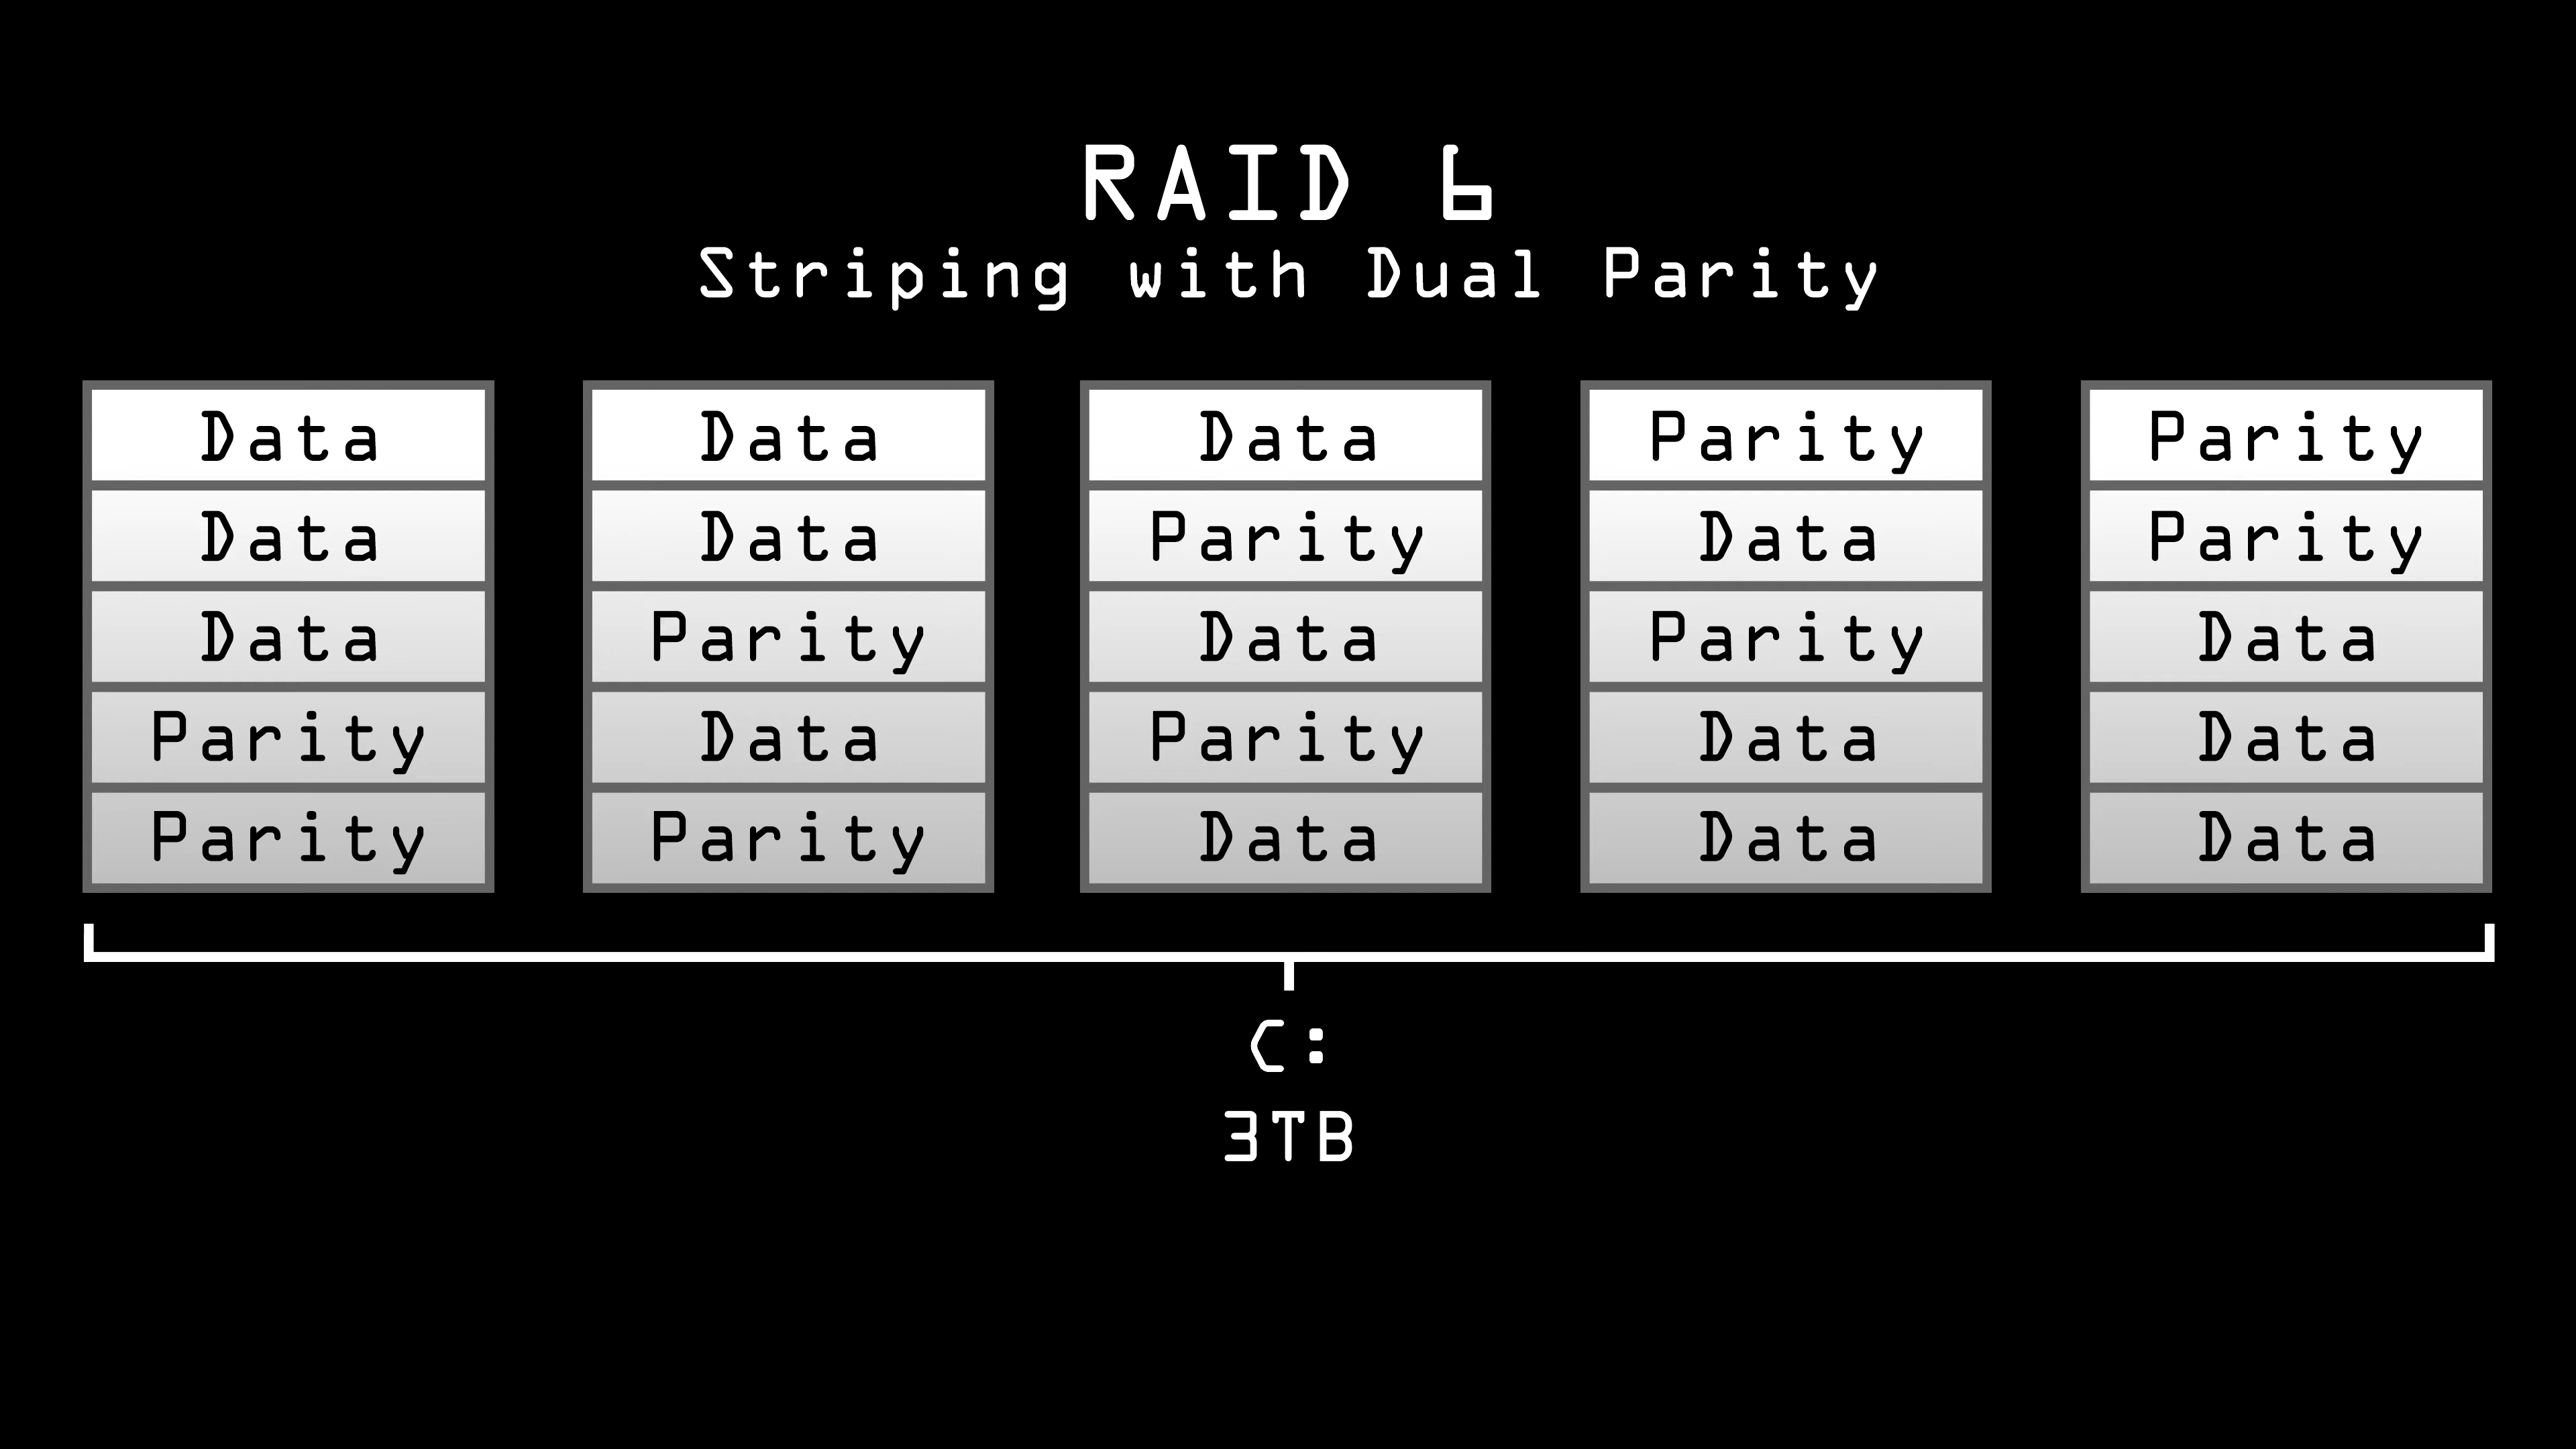 RAID 6
Striping with Dual Parity
Data Data Data Parity Parity
Data Data Parity Data Parity
Data Parity Data Parity Data
Parity Data Parity Data Data
Parity Parity Data Data Data
C:
3TB